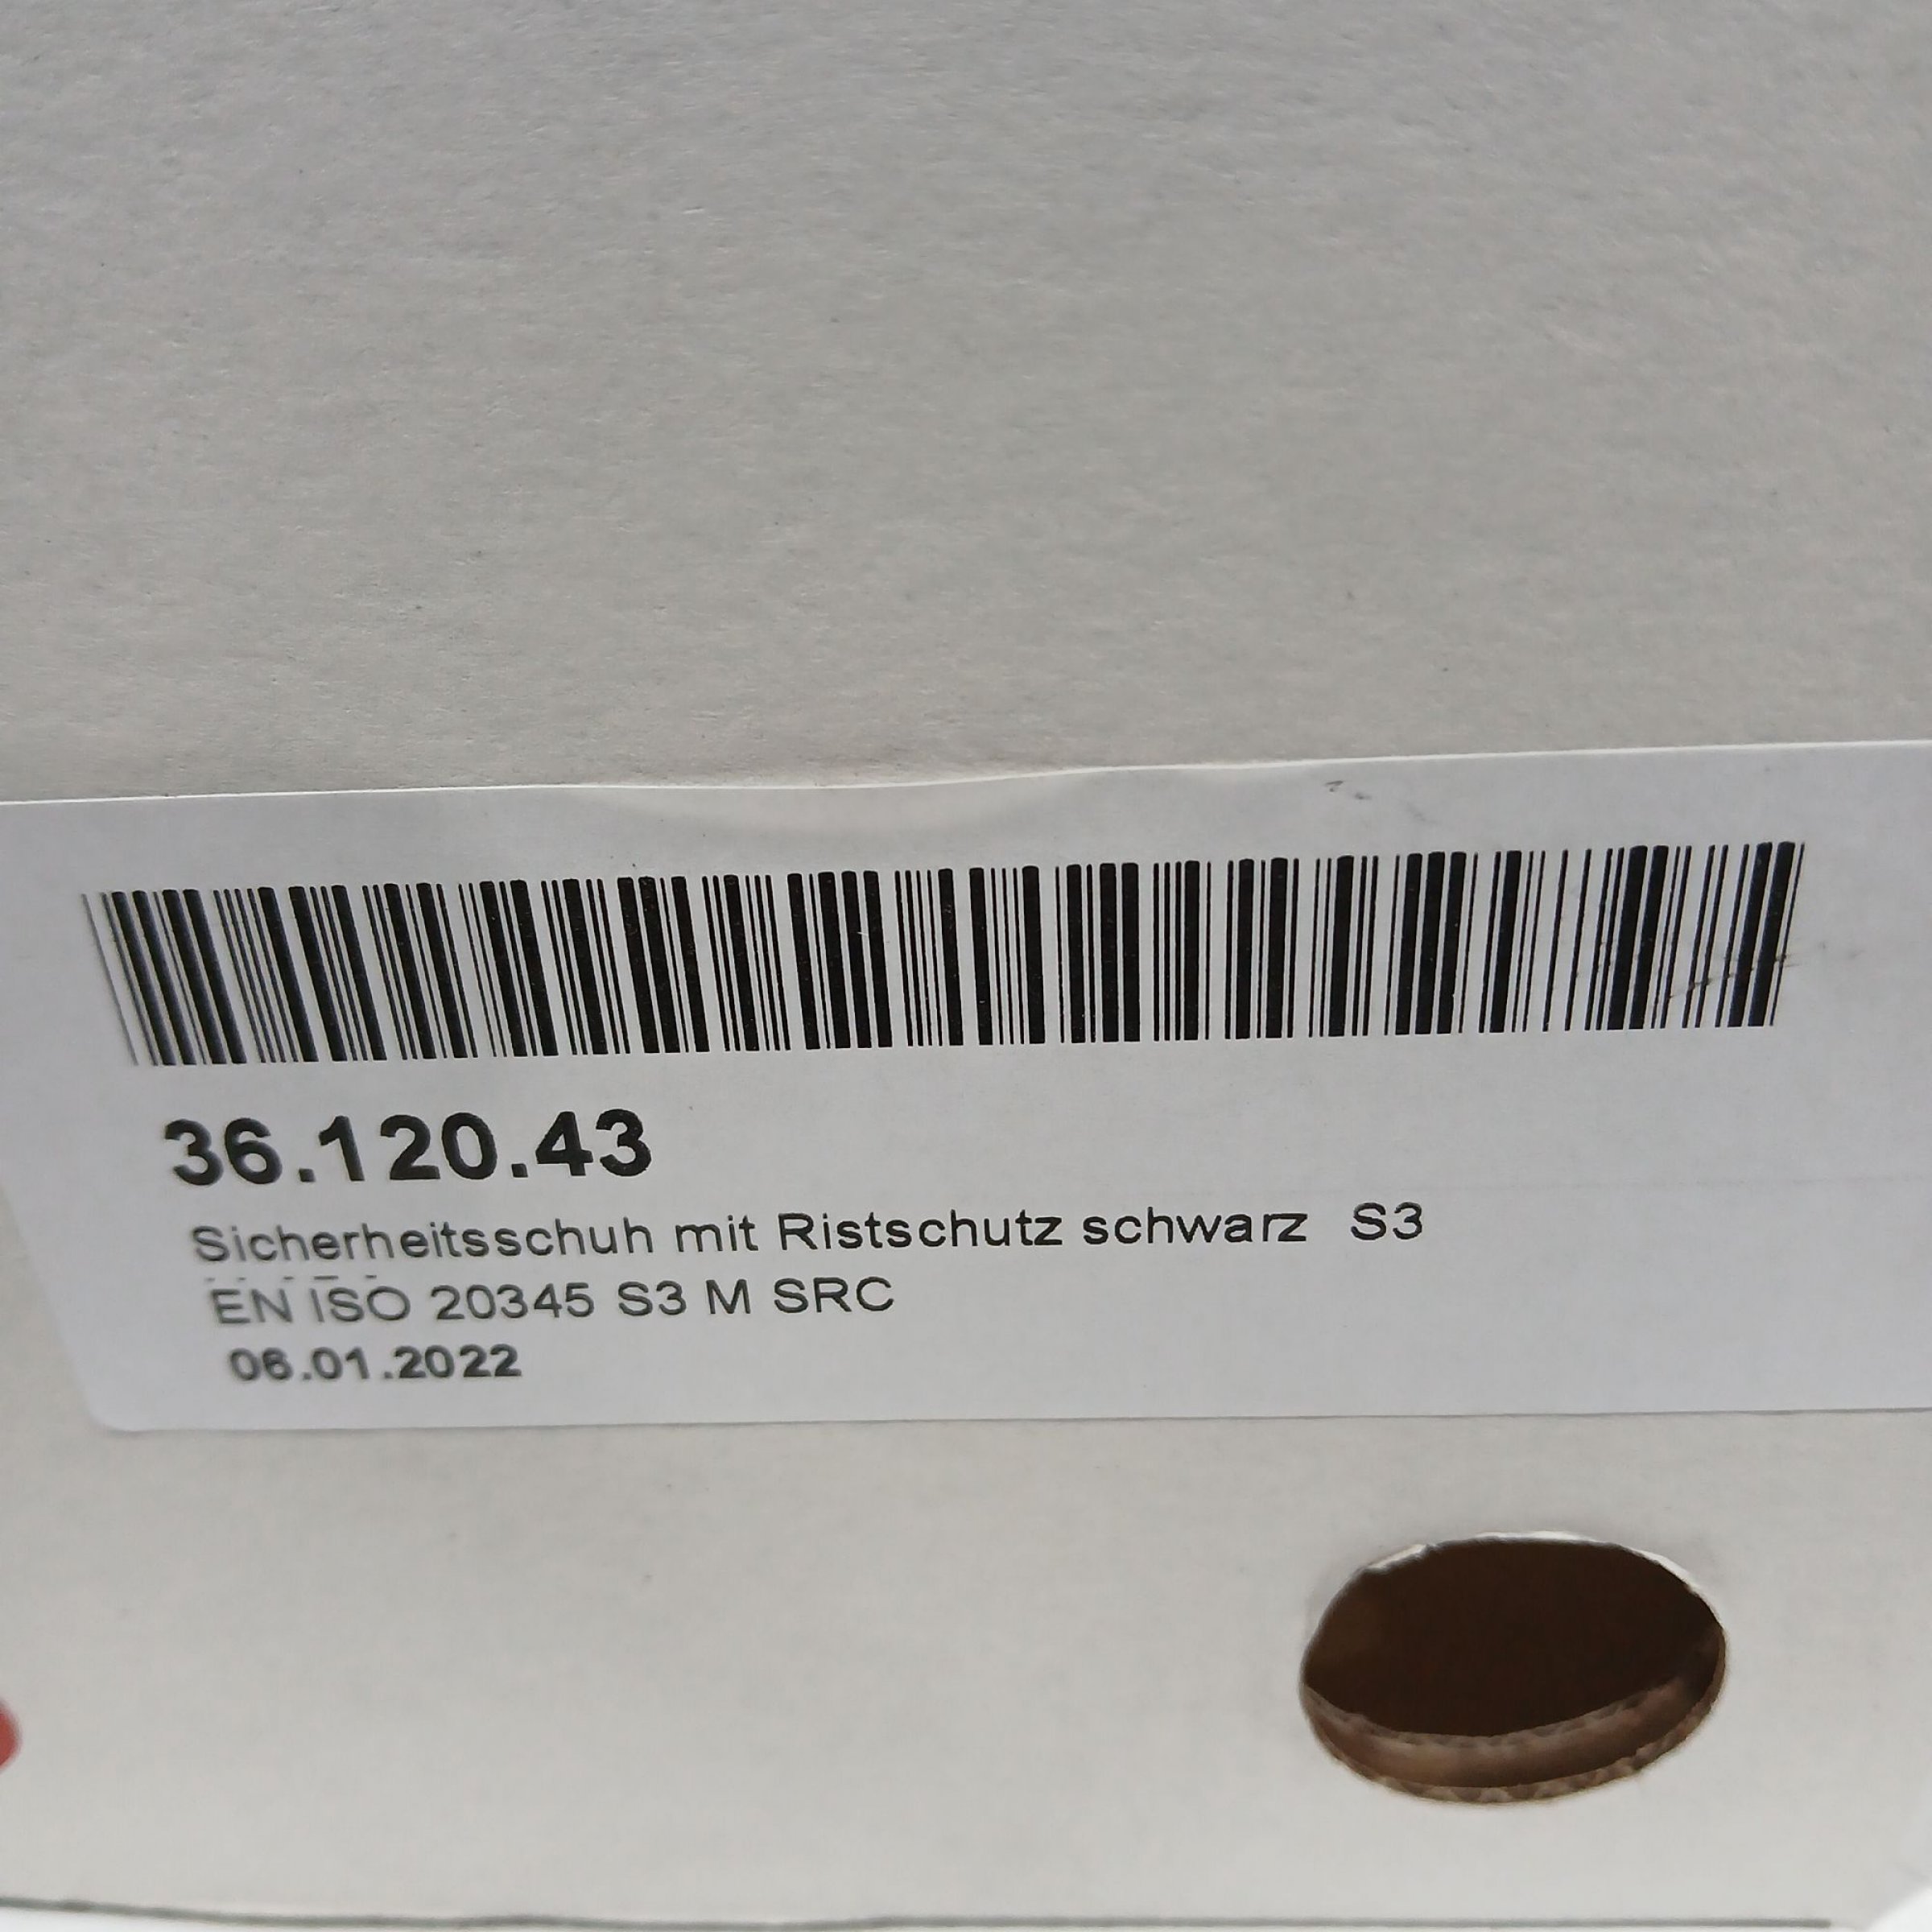 36.120.43
Sicherheitsschuh mit Ristschutz schwarz S3
EN ISO 20345 S3 M SRC
06.01.2022